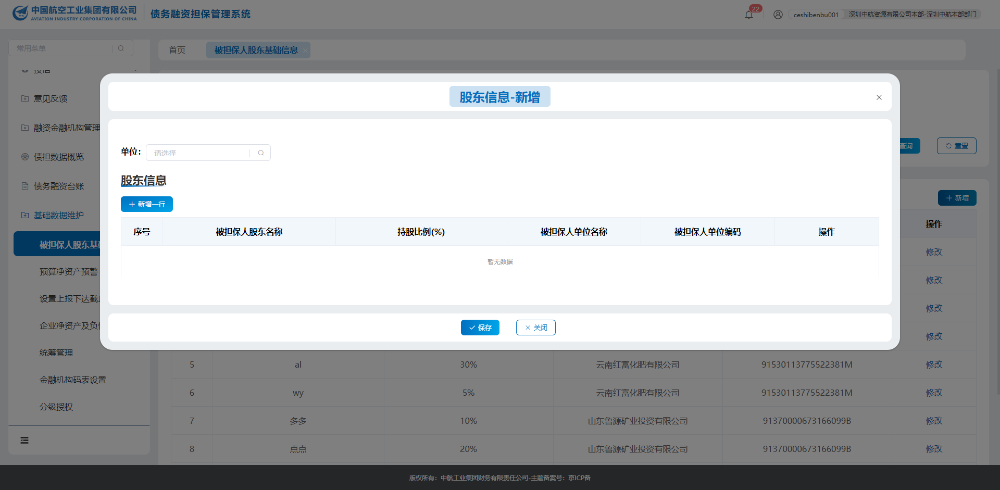 中国航空工业集团有限公司
AVIATION INDUSTRY CORPORATION OF CHINA
债务融资担保管理系统
22
ceshibenbu001
深圳中航资源有限公司本部-深圳中航本部部门
常用菜单
首页
被担保人股东基础信息
授信
意见反馈
融资金融机构管理
债担数据概览
债务融资台账
基础数据维护
被担保人股东基础
预算净资产预警
设置上报下达截止
企业净资产及负债
统筹管理
金融机构码表设置
分级授权
股东信息-新增
单位:
请选择
股东信息
新增一行
序号 被担保人股东名称 持股比例(%) 被担保人单位名称 被担保人单位编码 操作
暂无数据
保存
关闭
查询
重置
新增
操作
修改
修改
修改
修改
5 al 30% 云南红富化肥有限公司 91530113775522381M 修改
6 wy 5% 云南红富化肥有限公司 91530113775522381M 修改
7 多多 10% 山东鲁源矿业投资有限公司 91370000673166099B 修改
8 点点 20% 山东鲁源矿业投资有限公司 91370000673166099B 修改
版权所有：中航工业集团财务有限责任公司-主题备案号：京ICP备